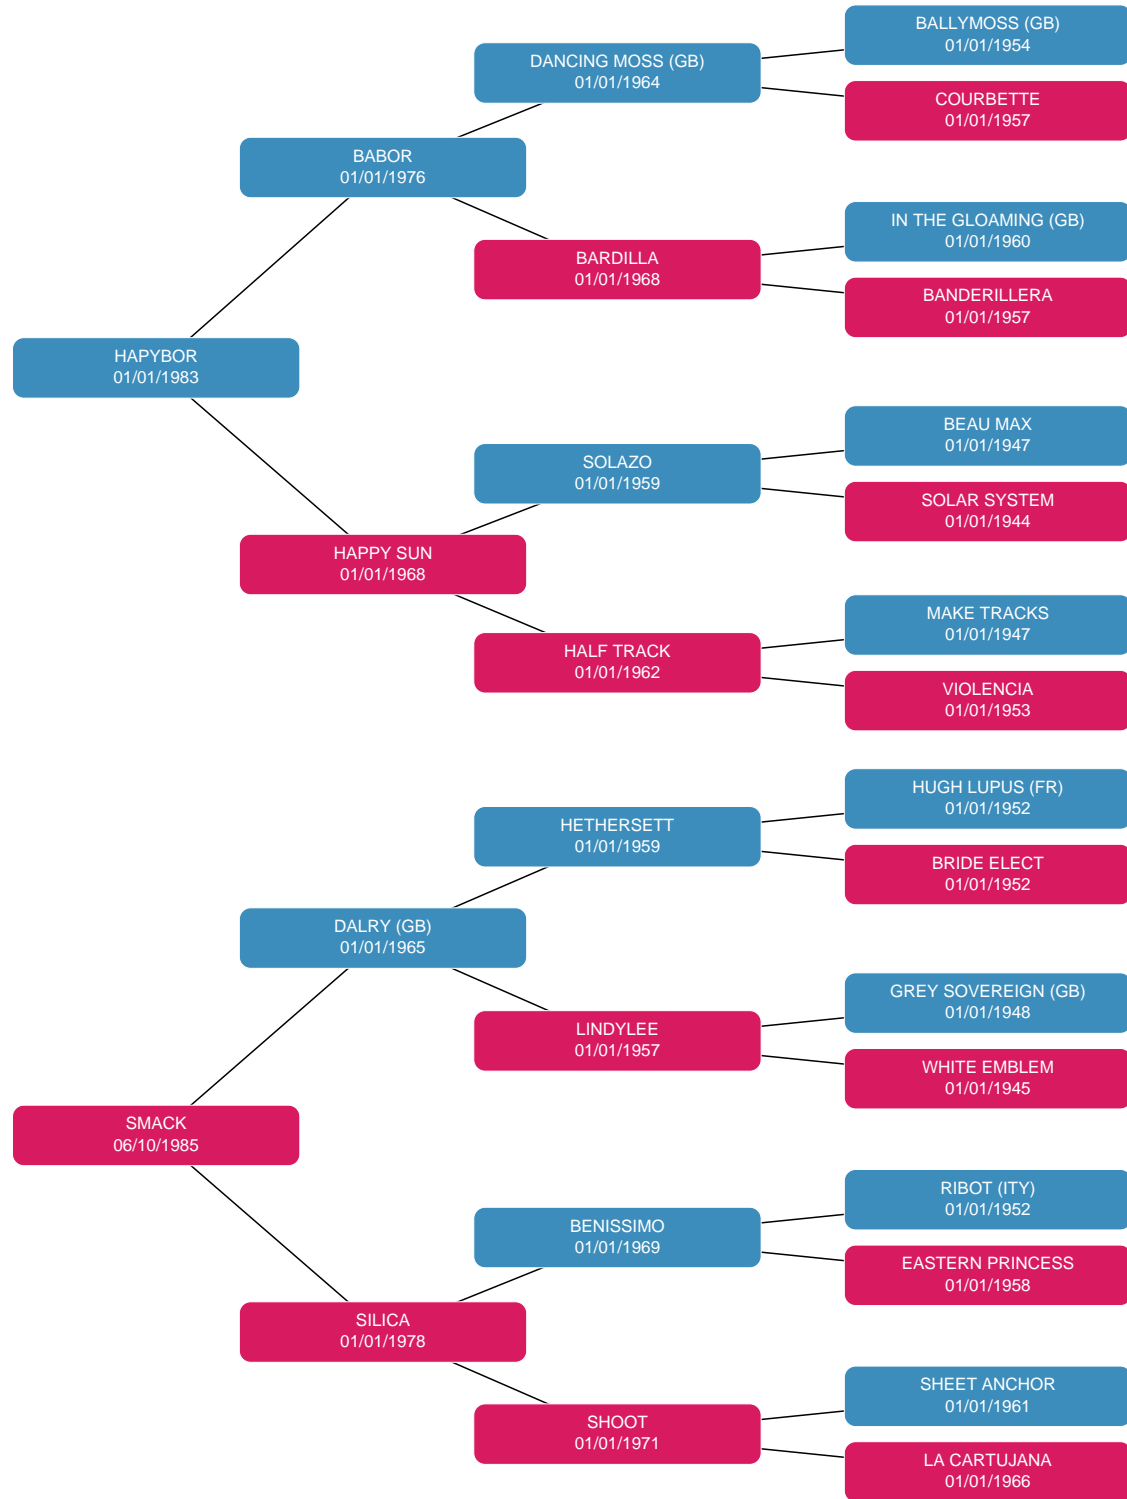 BALLYMOSS (GB)
01/01/1954
DANCING MOSS (GB)
01/01/1964
COURBETTE
01/01/1957
BABOR
01/01/1976
IN THE GLOAMING (GB)
01/01/1960
BARDILLA
01/01/1968
BANDERILLERA
01/01/1957
HAPYBOR
01/01/1983
BEAU MAX
01/01/1947
SOLAZO
01/01/1959
SOLAR SYSTEM
01/01/1944
HAPPY SUN
01/01/1968
MAKE TRACKS
01/01/1947
HALF TRACK
01/01/1962
VIOLENCIA
01/01/1953
HUGH LUPUS (FR)
01/01/1952
HETHERSETT
01/01/1959
BRIDE ELECT
01/01/1952
DALRY (GB)
01/01/1965
GREY SOVEREIGN (GB)
01/01/1948
LINDYLEE
01/01/1957
WHITE EMBLEM
01/01/1945
SMACK
06/10/1985
RIBOT (ITY)
01/01/1952
BENISSIMO
01/01/1969
EASTERN PRINCESS
01/01/1958
SILICA
01/01/1978
SHEET ANCHOR
01/01/1961
SHOOT
01/01/1971
LA CARTUJANA
01/01/1966